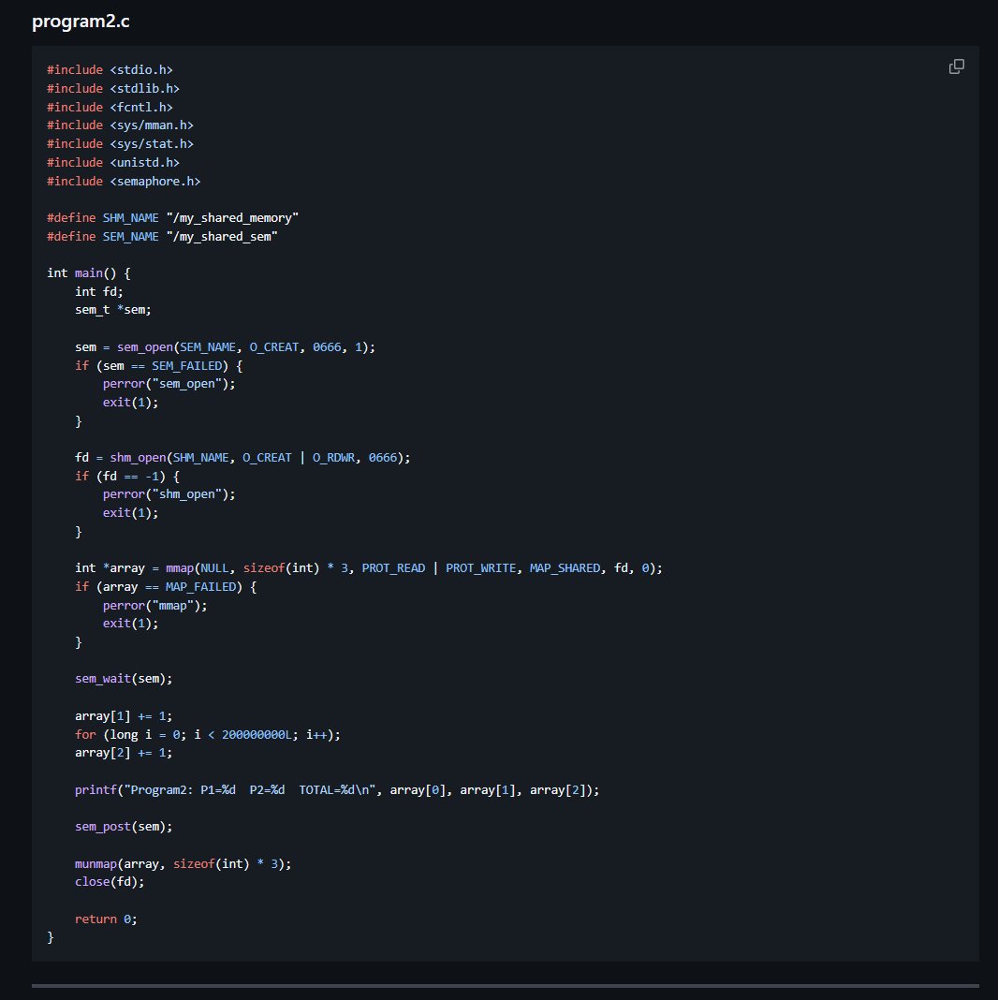 program2.c
#include <stdio.h>
#include <stdlib.h>
#include <fcntl.h>
#include <sys/mman.h>
#include <sys/stat.h>
#include <unistd.h>
#include <semaphore.h>

#define SHM_NAME "/my_shared_memory"
#define SEM_NAME "/my_shared_sem"

int main() {
    int fd;
    sem_t *sem;

    sem = sem_open(SEM_NAME, O_CREAT, 0666, 1);
    if (sem == SEM_FAILED) {
        perror("sem_open");
        exit(1);
    }

    fd = shm_open(SHM_NAME, O_CREAT | O_RDWR, 0666);
    if (fd == -1) {
        perror("shm_open");
        exit(1);
    }

    int *array = mmap(NULL, sizeof(int) * 3, PROT_READ | PROT_WRITE, MAP_SHARED, fd, 0);
    if (array == MAP_FAILED) {
        perror("mmap");
        exit(1);
    }

    sem_wait(sem);

    array[1] += 1;
    for (long i = 0; i < 200000000L; i++);
    array[2] += 1;

    printf("Program2: P1=%d  P2=%d  TOTAL=%d\n", array[0], array[1], array[2]);

    sem_post(sem);

    munmap(array, sizeof(int) * 3);
    close(fd);

    return 0;
}